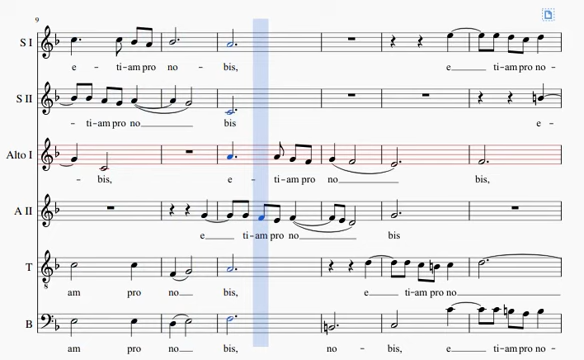 9
S I
e - ti-am pro no - bis, e ti-am pro no -
S II
- ti-am pro no bis e -
Alto I
- bis, e - ti-am pro no bis,
A II
e ti-am pro no bis
T
am pro no bis, e ti-am pro no
B
am pro no bis, no bis, e - ti-am pro